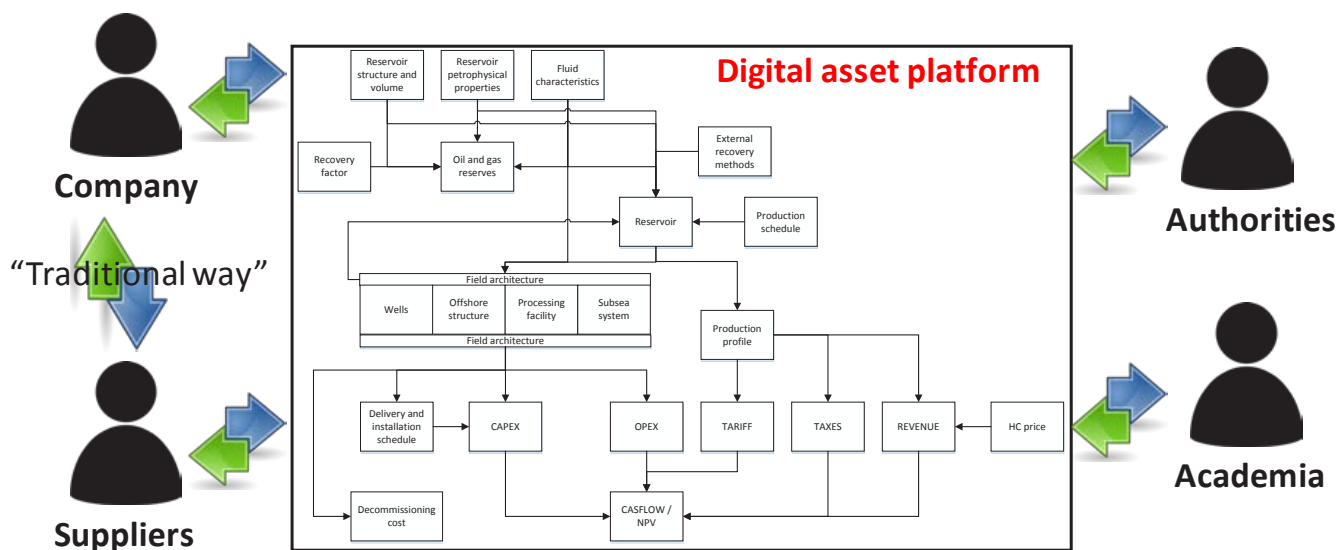 Digital asset platform
Reservoir
structure and
volume
Reservoir
petrophysical
properties
Fluid
characteristics
Recovery
factor
Oil and gas
reserves
External
recovery
methods
Company
Authorities
Reservoir
Production
schedule
“Traditional way”
Field architecture
Wells
Offshore
structure
Processing
facility
Subsea
system
Field architecture
Production
profile
Delivery and
installation
schedule
CAPEX
OPEX
TARIFF
TAXES
REVENUE
HC price
Academia
Decommissioning
cost
CASFLOW /
NPV
Suppliers